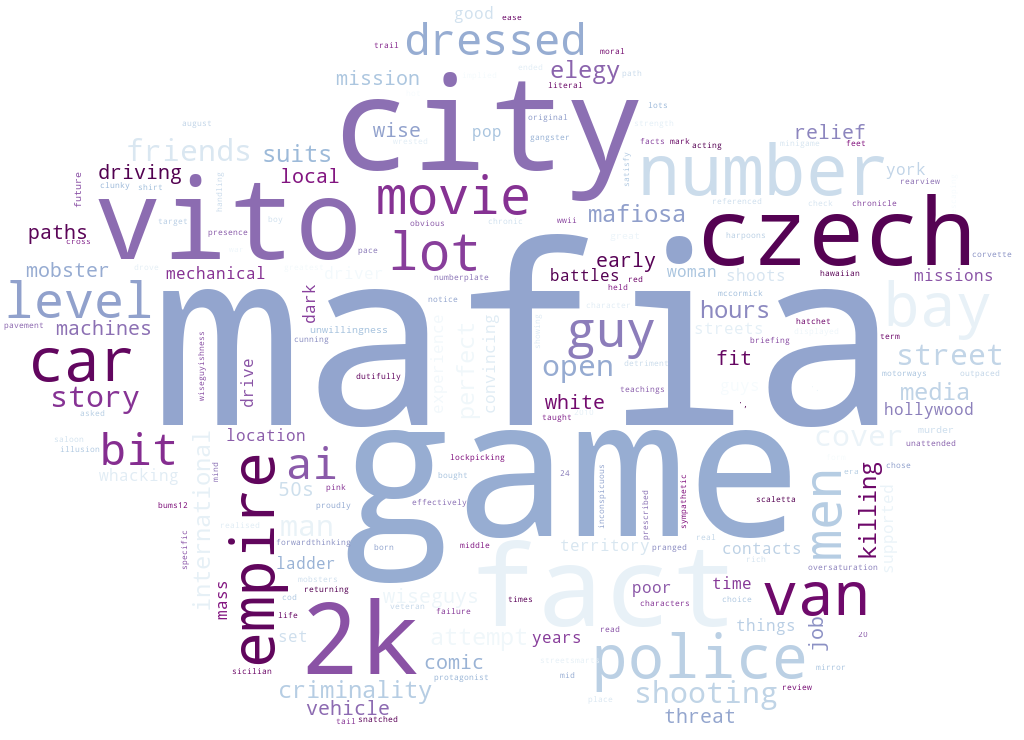 good
ease
dressed
trail
moral
elegy
mission
path
literal
city
lots
original
wise
pop
gangster
relief
august
strength
number
friends
suits
facts mark
acting
feet
minigame
york
rearview
driving
local
movie
satisfy
clunky
shirt
handling
future
vito
target
boy
chronic
mafiosa
referenced
check
chronicle
czech
paths
cross
presence
obvious
wwii
great
harpoons
lot
pace
early
mobster
mechanical
driver
numberplate
battles
red
woman
shoots
hawaiian
missions
corvette
level
dark
notice
held
character
mccormick
bay
mafia
pavement
machines
unwillingness
hours
streets
hatchet
briefing
term
cunning
experience
perfect
convincing
showing
guy
car
open
detriment
fit
street
motorways
outpaced
wiseguyishness
drive
dutifully
teachings
guys
media
story
white
taught
hollywood
asked
game
saloon
illusion
bit
location
cover
murder
unattended
whacking
international
mind
empire
ai
lockpicking
24
inconspicuous
prescribed
sympathetic
men
era
chose
killing
supported
50s
pink
bought
scaletta
bums12
proudly
effectively
realised
man
real
specific
forwardthinking
born
middle
fact
territory
pranged
contacts
rich
oversaturation
ladder
mobsters
cod
mass
life
returning
2k
wiseguys
veteran
failure
times
poor
characters
time
choice
van
set
attempt
years
read
things
job
20
sicilian
comic
protagonist
streetsmarts
mid
police
mirror
criminality
shooting
place
review
vehicle
tail
snatched
threat